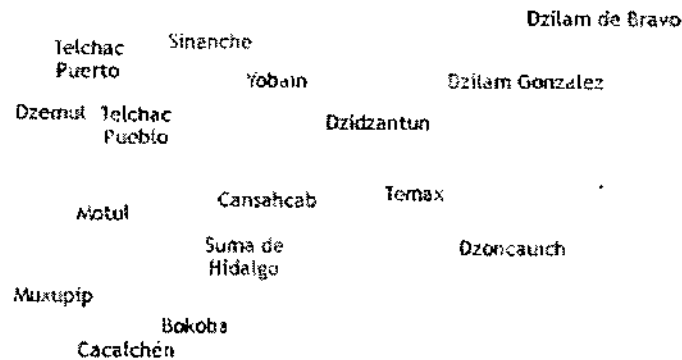 Dzilam de Bravo
Telchac
Puerto
Sinanche
Yobain
Dzilam Gonzalez
Dzemul
Telchac
Pueblo
Dzidzantun
Motul
Cansahcab
Temax
Suma de
Hidalgo
Dzoncauich
Muxupip
Bokoba
Cacalchén